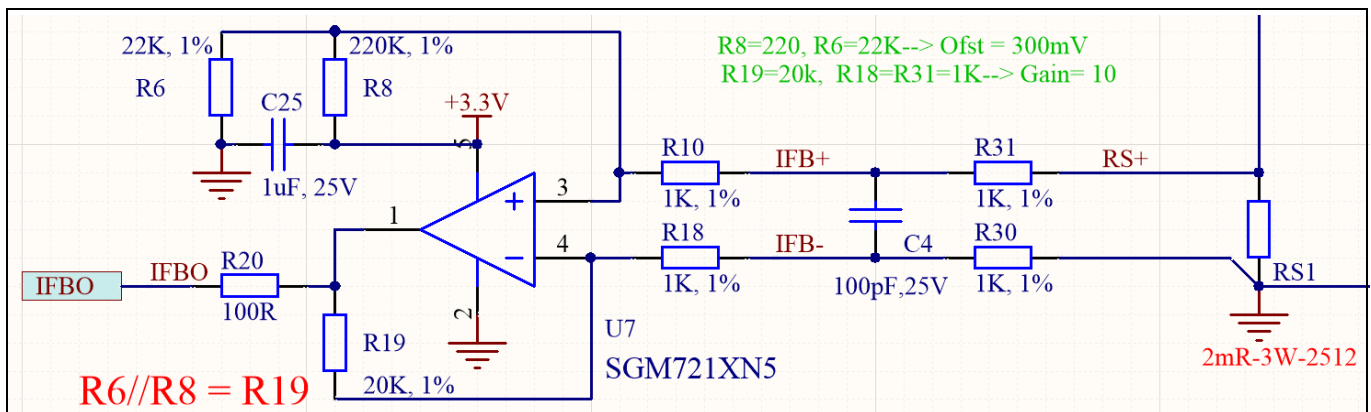 22K, 1%
220K, 1%
R8=220, R6=22K--> Ofst = 300mV
R19=20k, R18=R31=1K--> Gain= 10
R6
C25
R8
+3.3V
5
1uF, 25V
R10
IFB+
R31
RS+
3
1K, 1%
1K, 1%
1
4
R18
IFB-
C4
R30
1K, 1%
100pF,25V
1K, 1%
RS1
IFBO
IFBO
R20
100R
2
U7
SGM721XN5
2mR-3W-2512
R19
20K, 1%
R6//R8 = R19